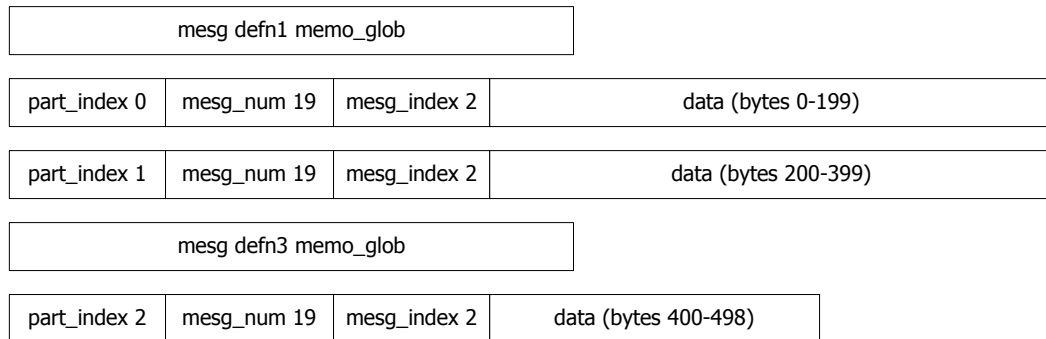 mesg defn1 memo_glob
part_index 0 mesg_num 19 mesg_index 2 data (bytes 0-199)
part_index 1 mesg_num 19 mesg_index 2 data (bytes 200-399)
mesg defn3 memo_glob
part_index 2 mesg_num 19 mesg_index 2 data (bytes 400-498)